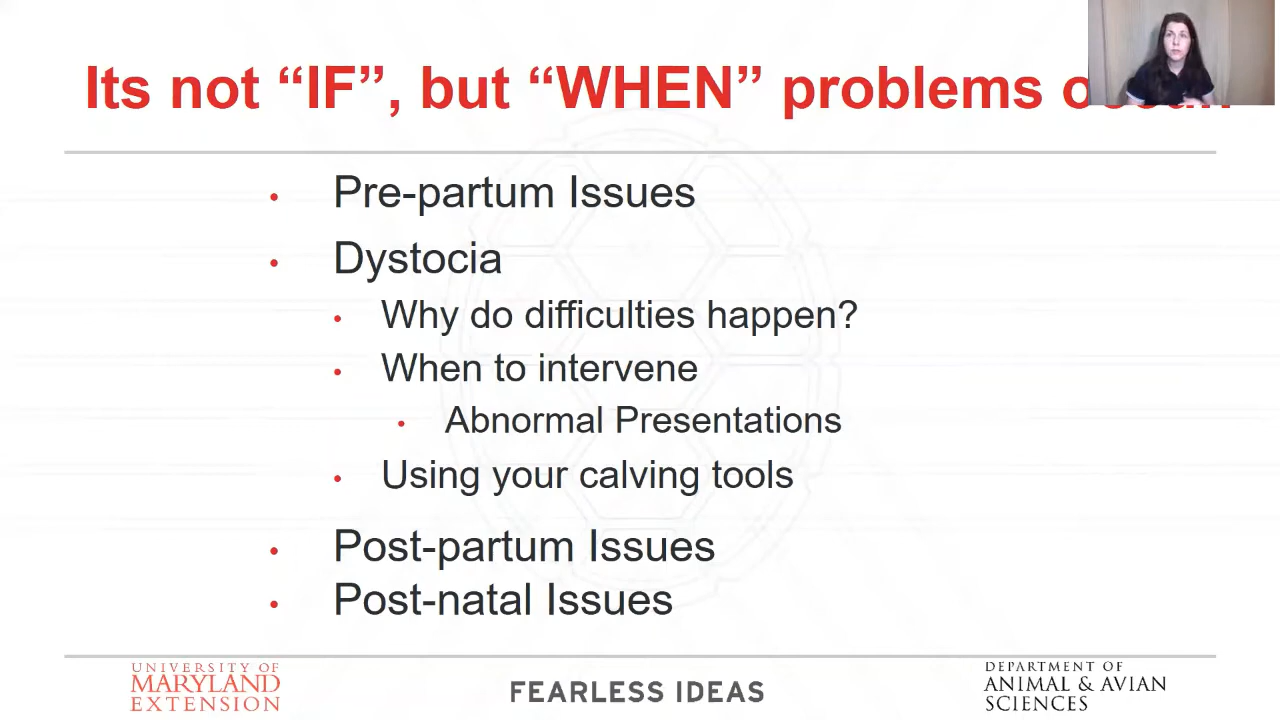 Its not “IF”, but “WHEN” problems
Pre-partum Issues
Dystocia
Why do difficulties happen?
When to intervene
Abnormal Presentations
Using your calving tools
Post-partum Issues
Post-natal Issues
UNIVERSITY OF
MARYLAND
EXTENSION
FEARLESS IDEAS
DEPARTMENT OF
ANIMAL & AVIAN
SCIENCES